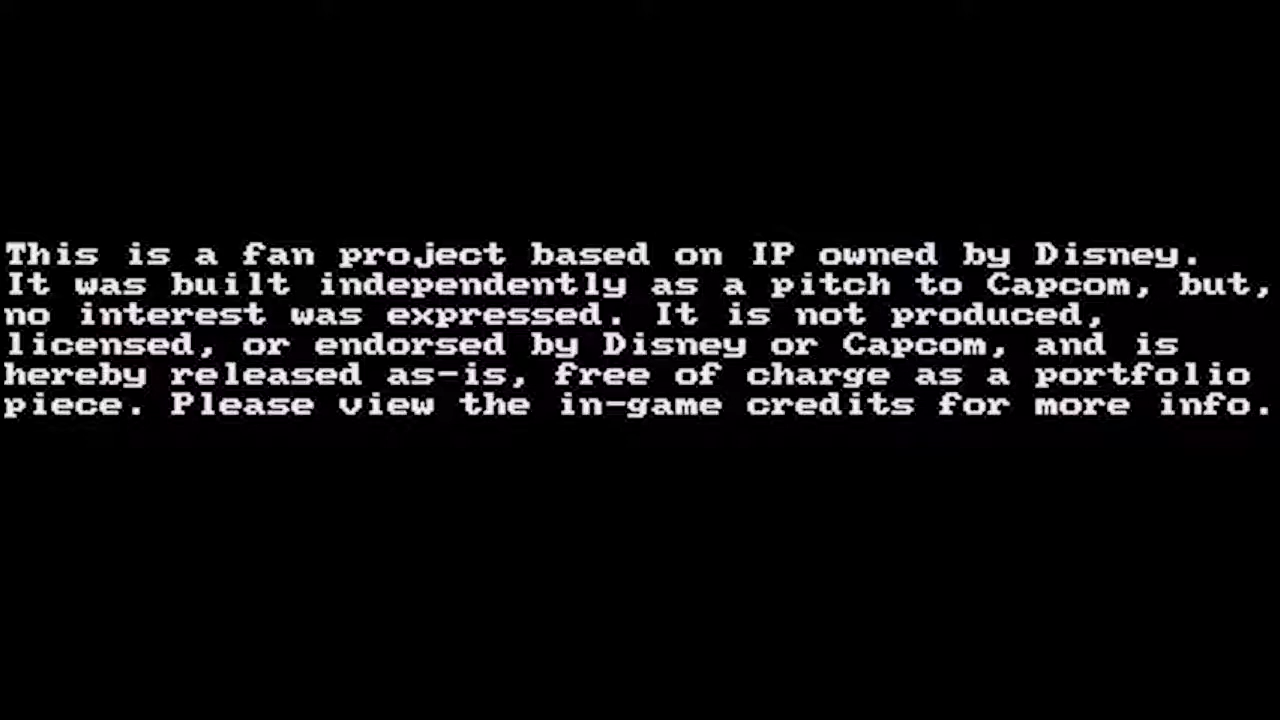 This is a fan project based on IP owned by Disney.
It was built independently as a pitch to Capcom, but,
no interest was expressed. It is not produced,
licensed, or endorsed by Disney or Capcom, and is
hereby released as-is, free of charge as a portfolio
piece. Please view the in-game credits for more info.